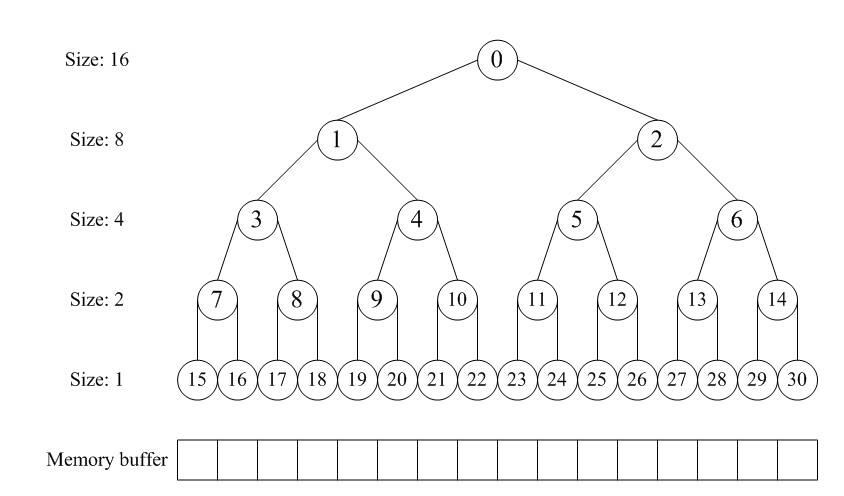 Size: 16 0
Size: 8 1 2
Size: 4 3 4 5 6
Size: 2 7 8 9 10 11 12 13 14
Size: 1 15 16 17 18 19 20 21 22 23 24 25 26 27 28 29 30
Memory buffer